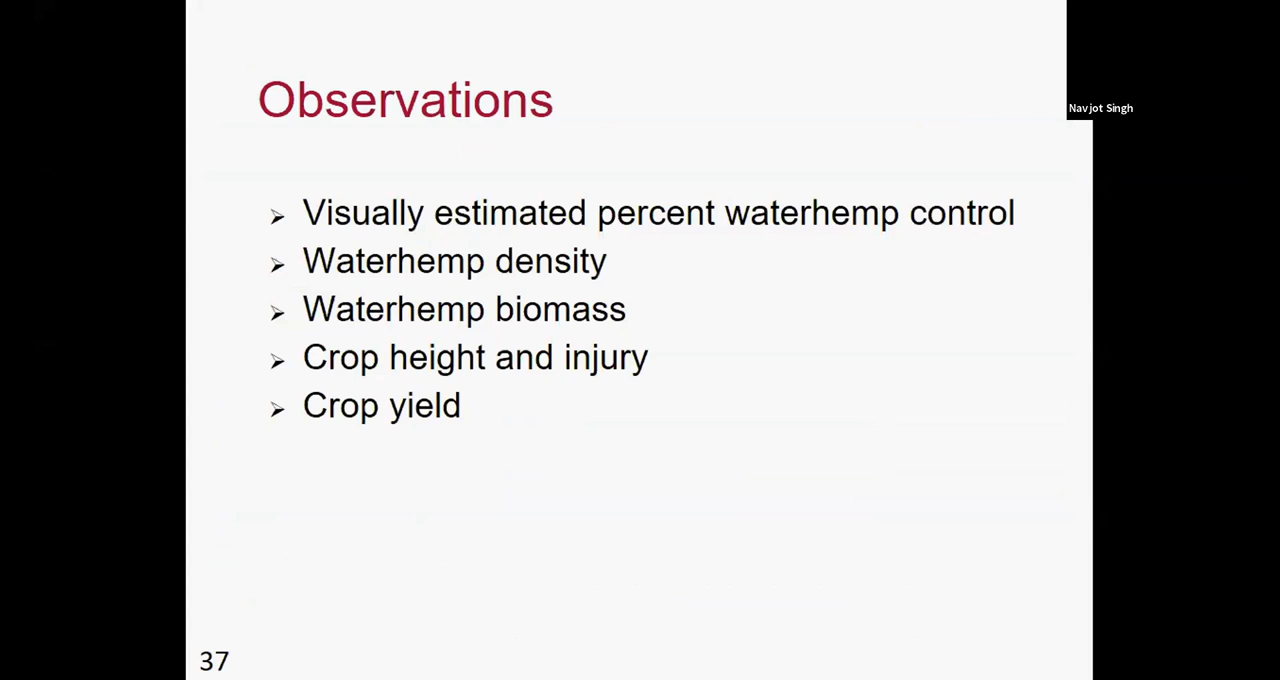 Observations
Navjot Singh
➢ Visually estimated percent waterhemp control
➢ Waterhemp density
➢ Waterhemp biomass
➢ Crop height and injury
➢ Crop yield
37